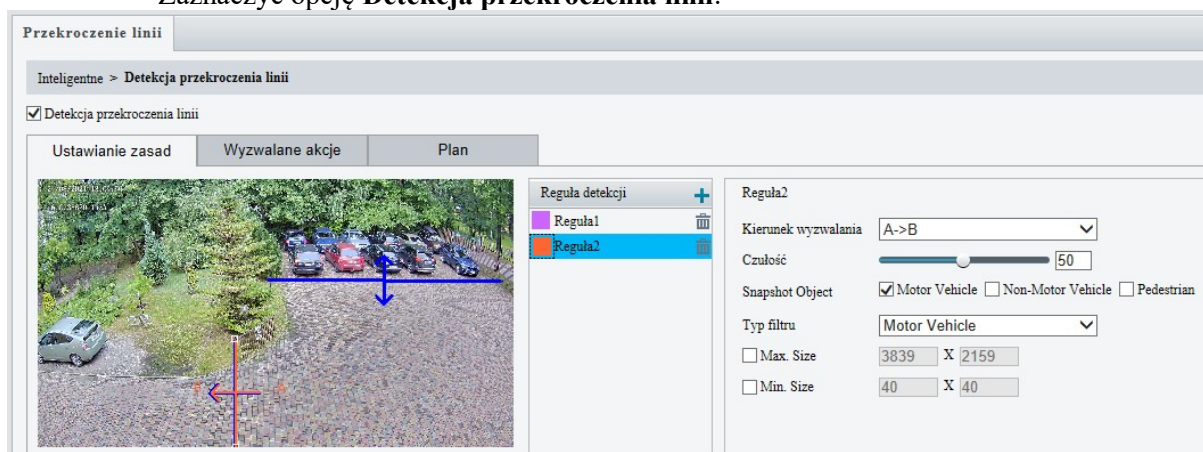 Zaznaczyć opcję Detekcja przekroczenia linii.
Przekroczenie linii
Inteligentne > Detekcja przekroczenia linii
Detekcja przekroczenia linii
Ustawianie zasad Wyzwalane akcje Plan
Reguła detekcji
Reguła1
Reguła2
Reguła2
Kierunek wyzwalania A->B
Czułość 50
Snapshot Object Motor Vehicle Non-Motor Vehicle Pedestrian
Typ filtru Motor Vehicle
Max. Size 3839 X 2159
Min. Size 40 X 40